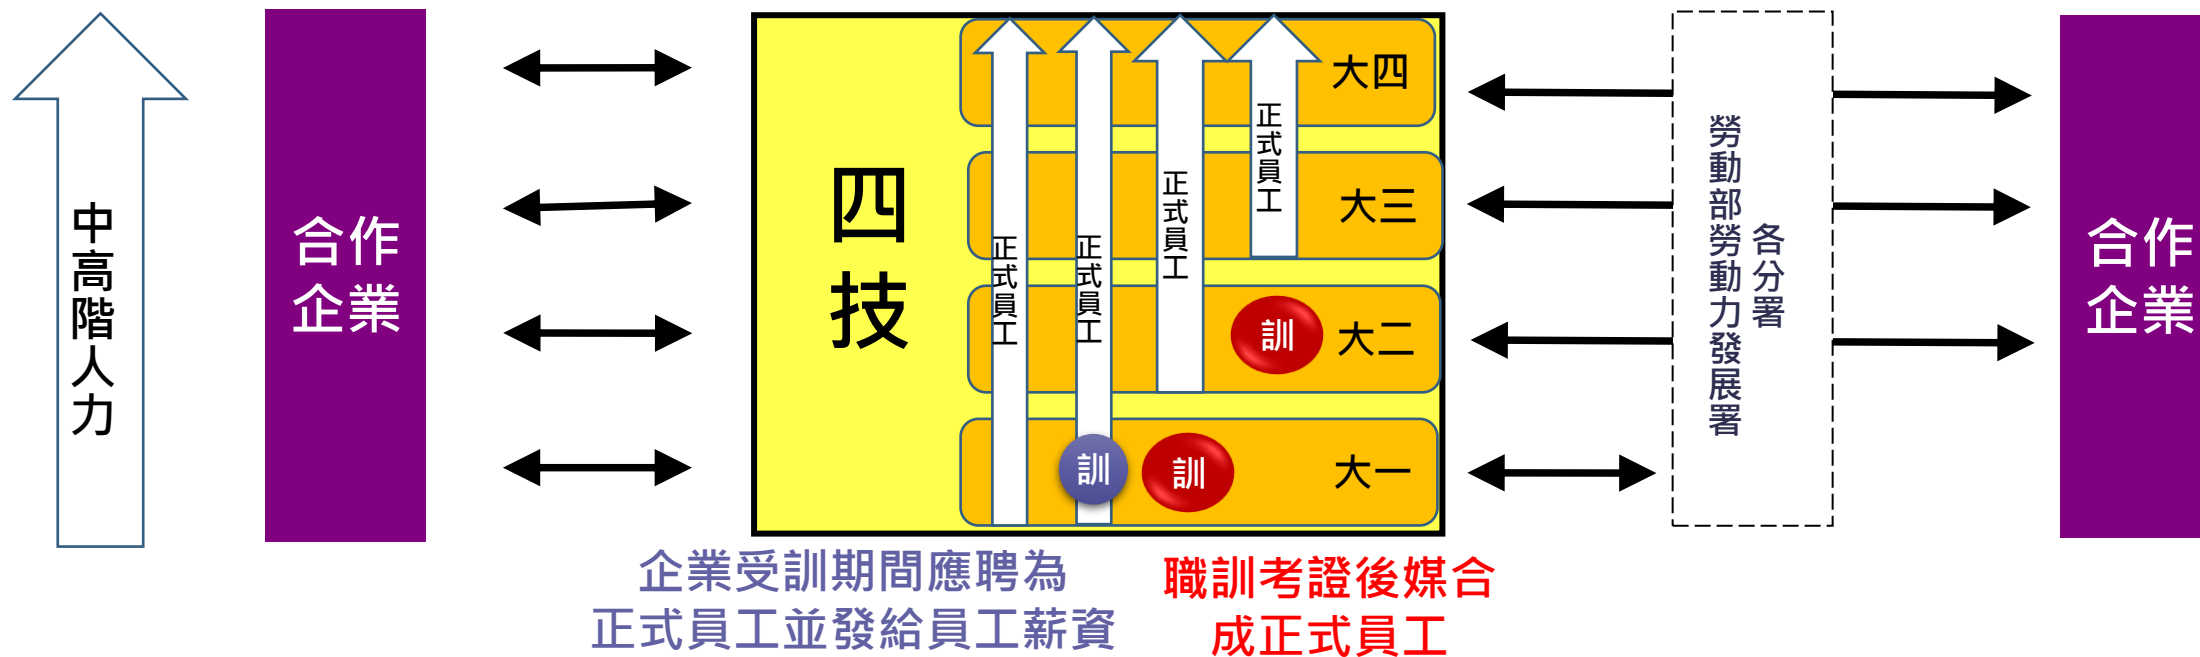 中高階人力
合作
企業
四技
正式員工
正式員工
正式員工
正式員工
大四
大三
訓
大二
訓
訓
大一
勞動部勞動力發展署
各分署
合作
企業
企業受訓期間應聘為
正式員工並發給員工薪資
職訓考證後媒合
成正式員工